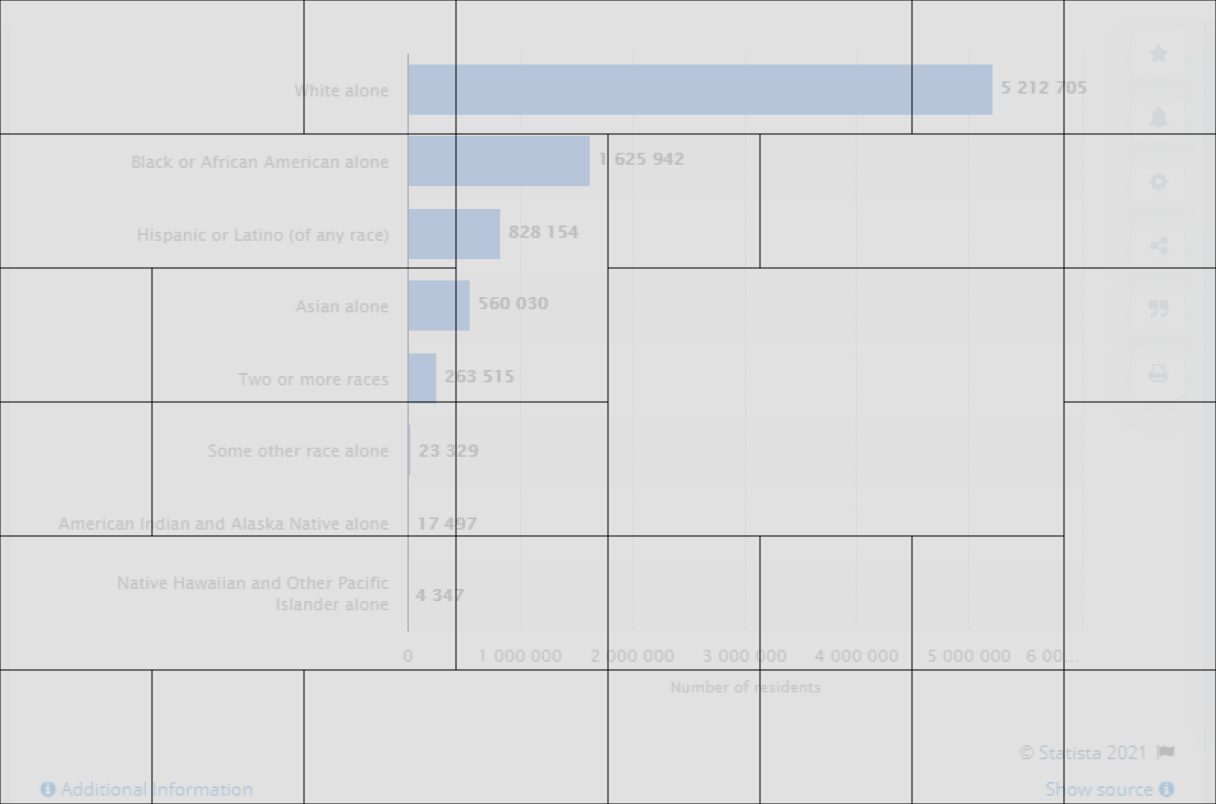 White alone 5 212 705
Black or African American alone 1 625 942
Hispanic or Latino (of any race) 828 154
Asian alone 560 030
Two or more races 263 515
Some other race alone 23 329
American Indian and Alaska Native alone 17 497
Native Hawaiian and Other Pacific
Islander alone 4 347
0 1 000 000 2 000 000 3 000 000 4 000 000 5 000 000 6 00...
Number of residents
© Statista 2021
Additional Information Show source